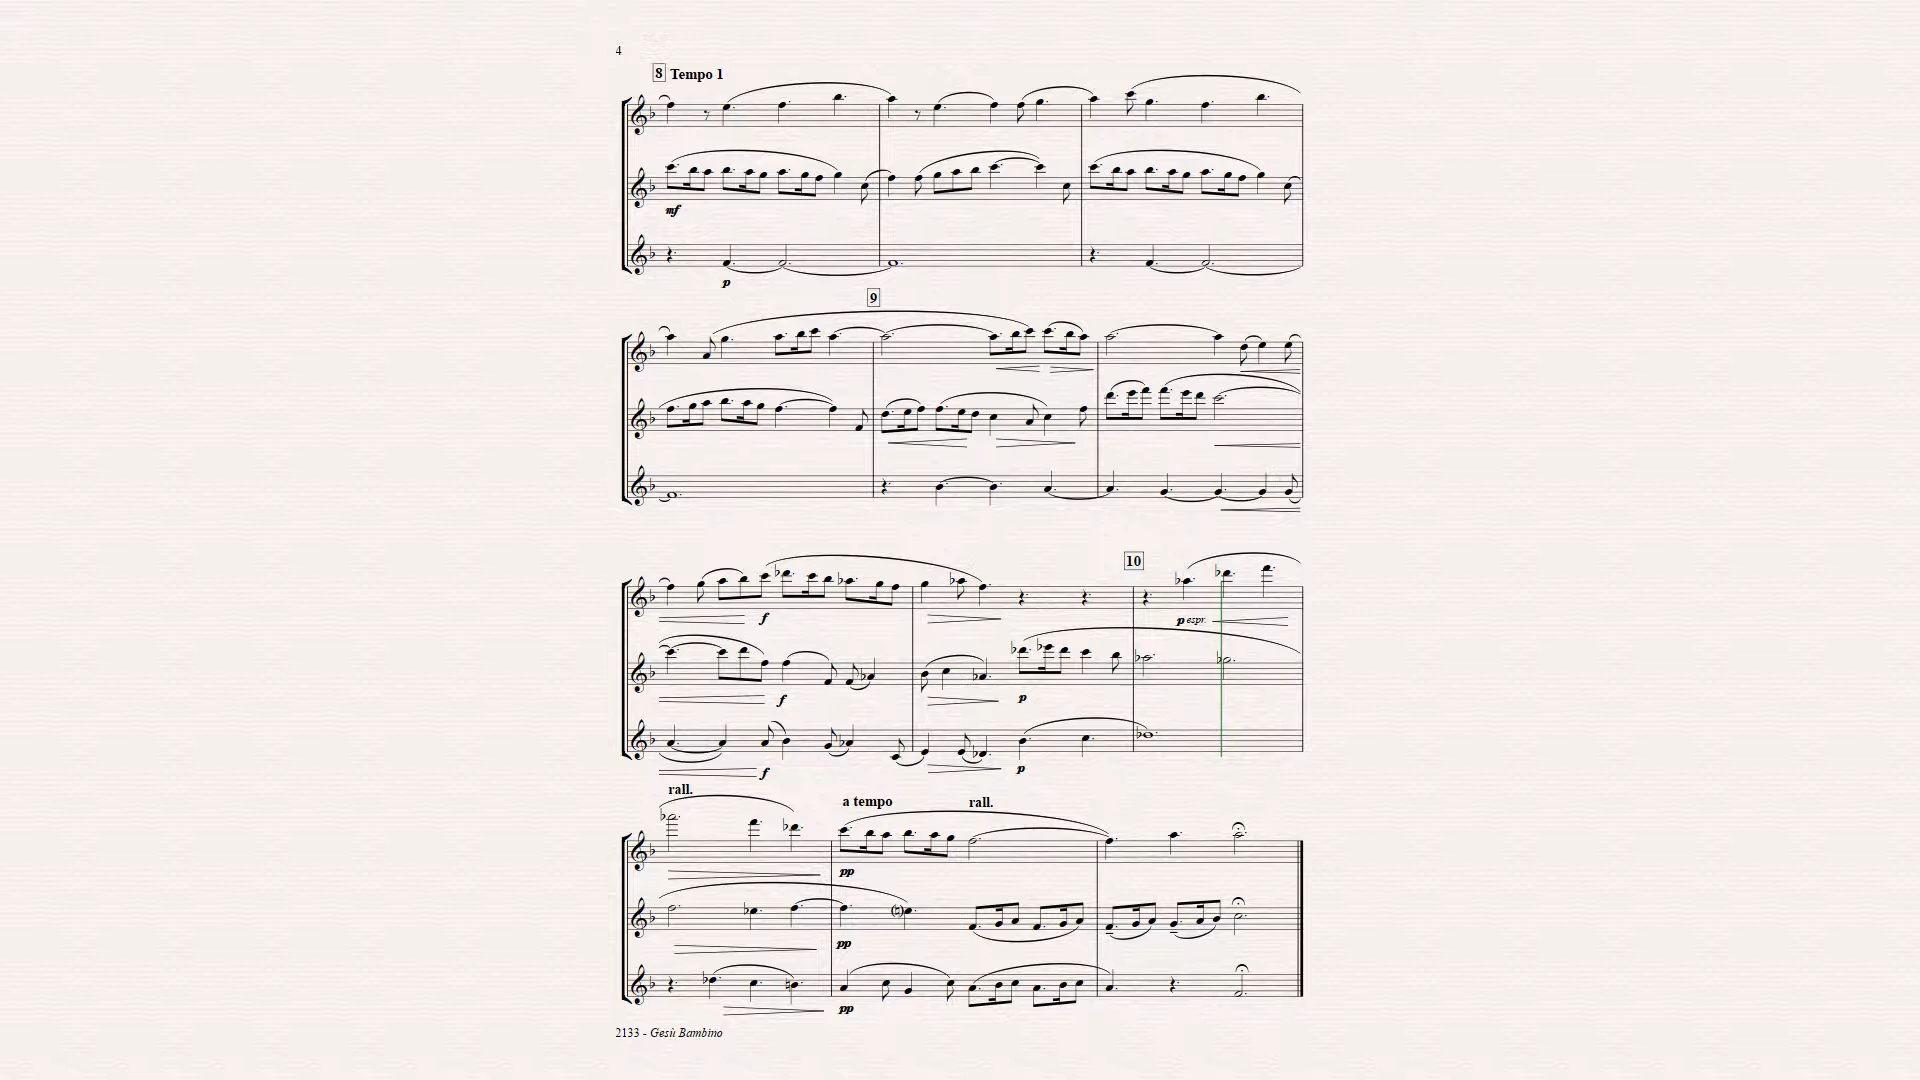 4
8 Tempo 1
mf
p
9
10
f
p espr.
f
p
f
p
rall.
a tempo
rall.
pp
pp
pp
2133 - Gesù Bambino